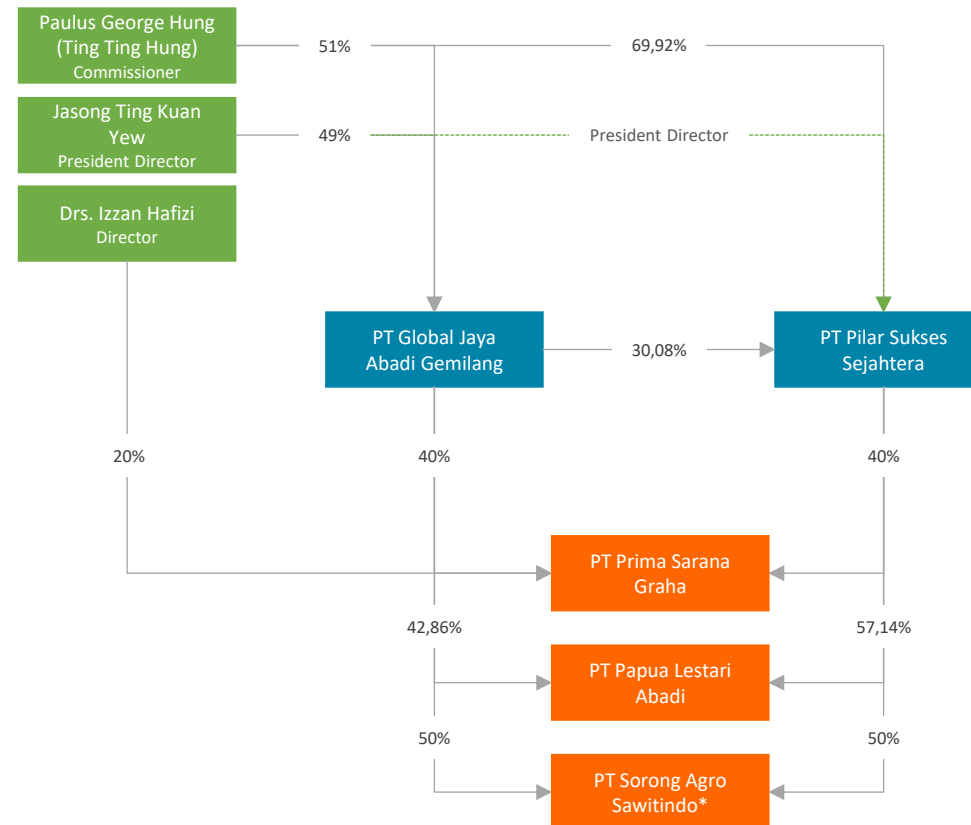 Paulus George Hung
(Ting Ting Hung)
Commissioner
51%
69,92%
Jasong Ting Kuan
Yew
President Director
49%
President Director
Drs. Izzan Hafizi
Director
PT Global Jaya
Abadi Gemilang
30,08%
PT Pilar Sukses
Sejahtera
20%
40%
40%
PT Prima Sarana
Graha
42,86%
57,14%
PT Papua Lestari
Abadi
50%
50%
PT Sorong Agro
Sawitindo*